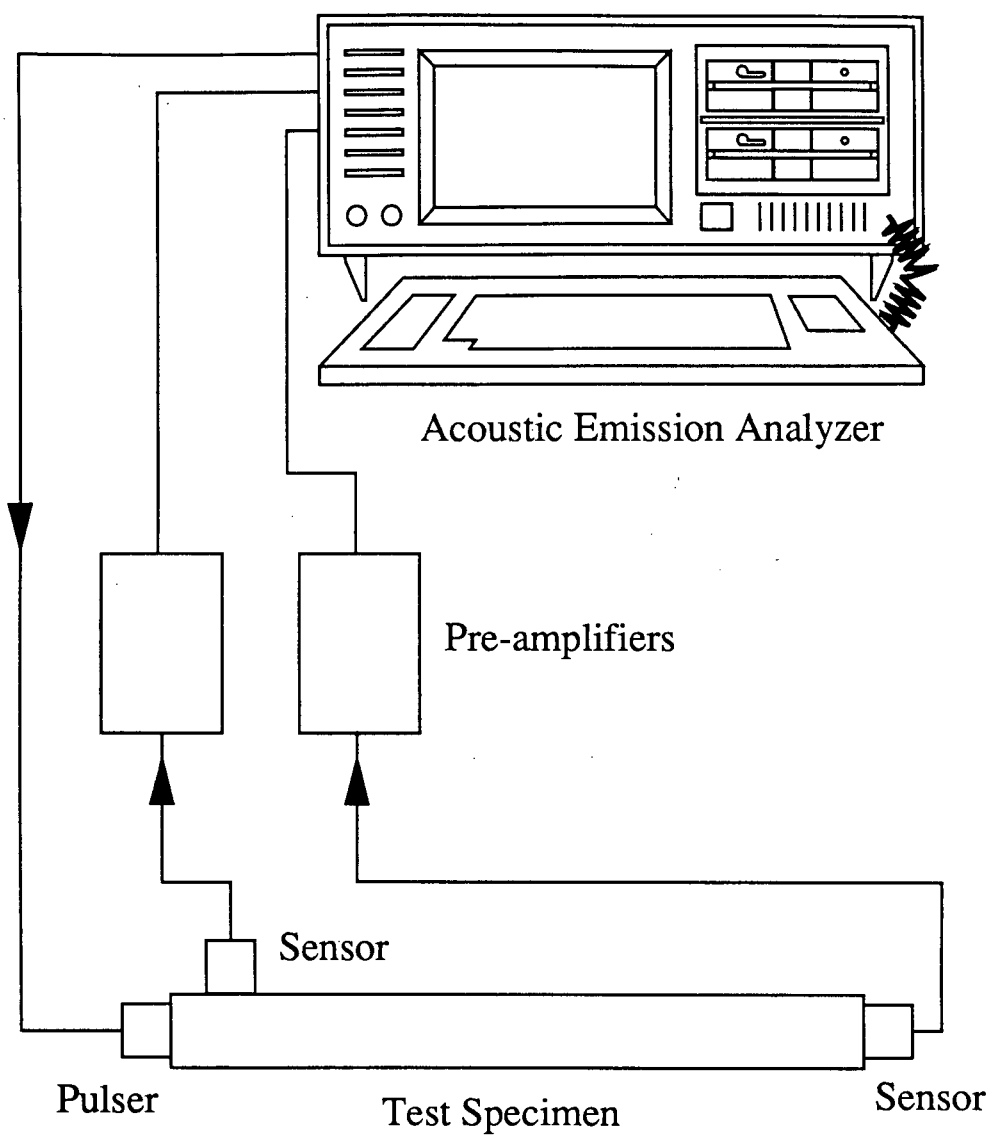 Acoustic Emission Analyzer
Pre-amplifiers
Sensor
Pulser
Test Specimen
Sensor